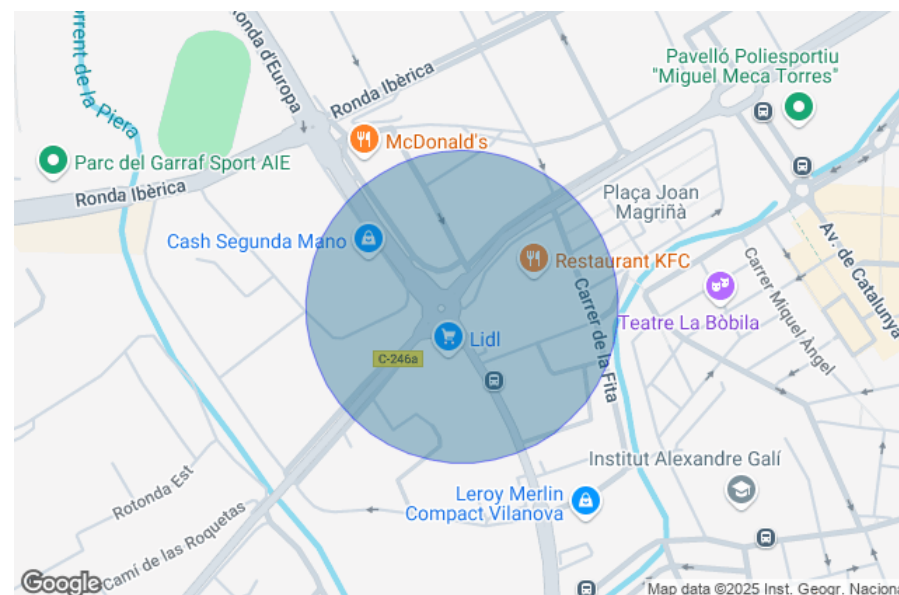 Torrent de la Piera
Ronda d'Europa
Ronda Ibèrica
Pavelló Poliesportiu
"Miguel Meca Torres"
McDonald's
Parc del Garraf Sport AIE
Ronda Ibèrica
Plaça Joan
Magriñà
Cash Segunda Mano
Restaurant KFC
Av. de Catalunya
Carrer Miquel Àngel
Teatre La Bòbila
Carrer de la Fita
Lidl
C-246a
Institut Alexandre Galí
Rotonda Est
Leroy Merlin
Compact Vilanova
Camí de las Roquetas
Google
Map data ©2025 Inst. Geogr. Naciona